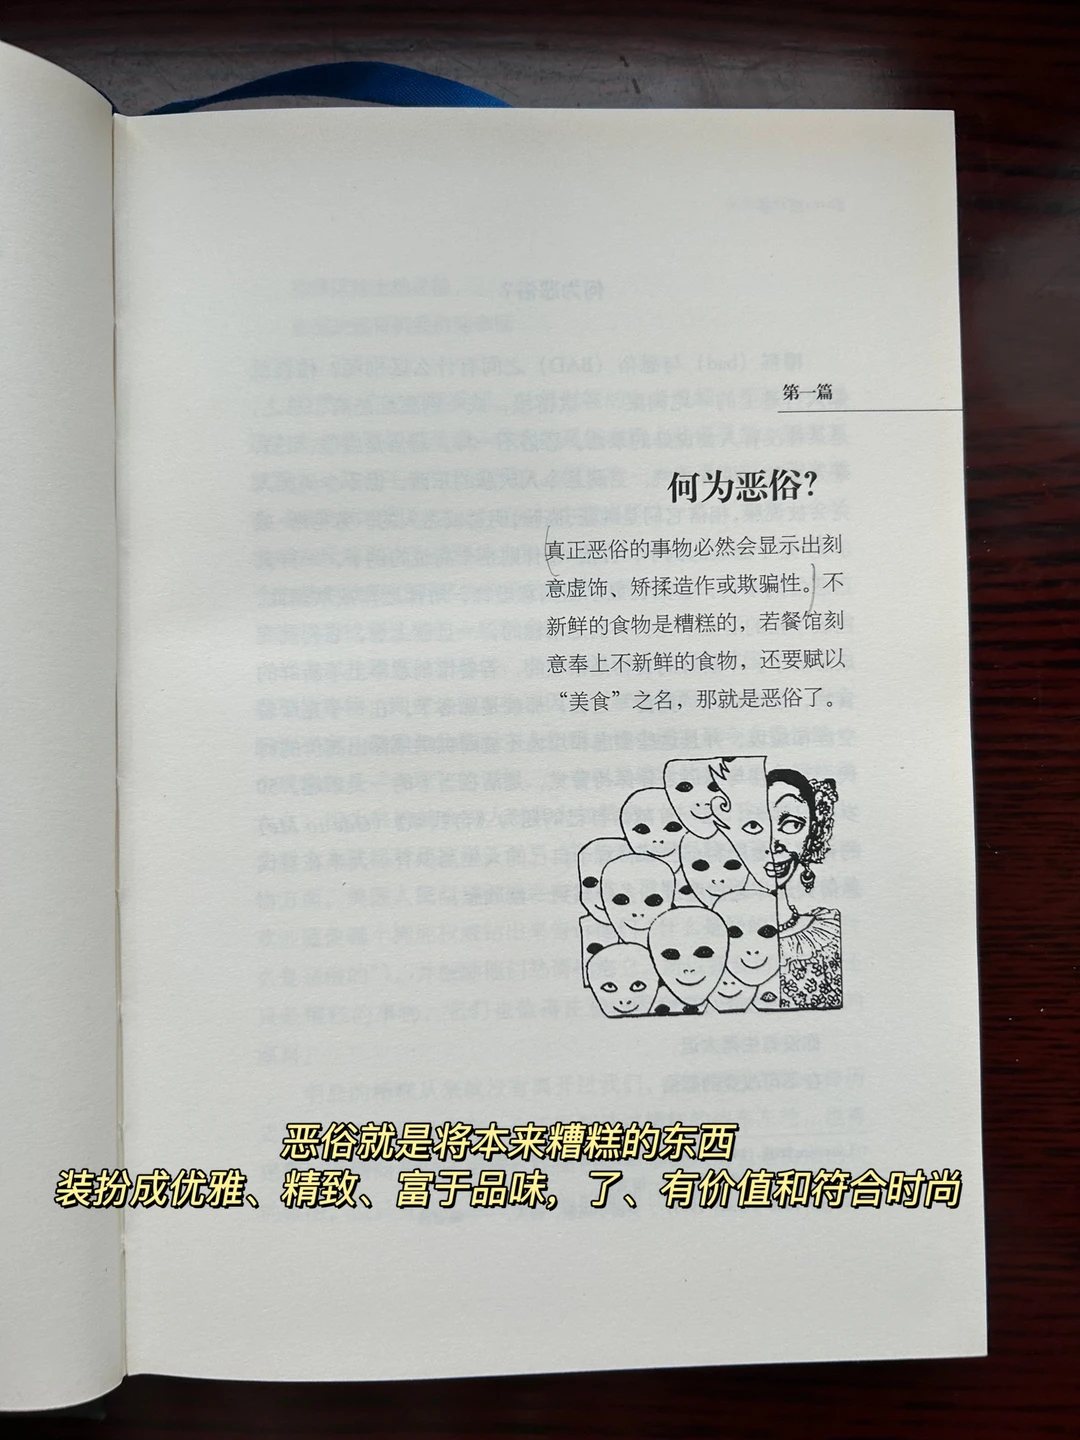 第一篇
何为恶俗？
真正恶俗的事物必然会显示出刻
意虚饰、矫揉造作或欺骗性。不
新鲜的食物是糟糕的，若餐馆刻
意奉上不新鲜的食物，还要赋以
“美食”之名，那就是恶俗了。
恶俗就是将本来糟糕的东西
装扮成优雅、精致、富于品味，了、有价值和符合时尚